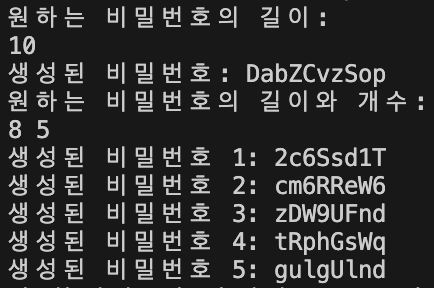 원하는 비밀번호의 길이:
10
생성된 비밀번호: DabZCvzSop
원하는 비밀번호의 길이와 개수:
8 5
생성된 비밀번호 1: 2c6Ssd1T
생성된 비밀번호 2: cm6RReW6
생성된 비밀번호 3: zDW9UFnd
생성된 비밀번호 4: tRphGsWq
생성된 비밀번호 5: gulgUlnd